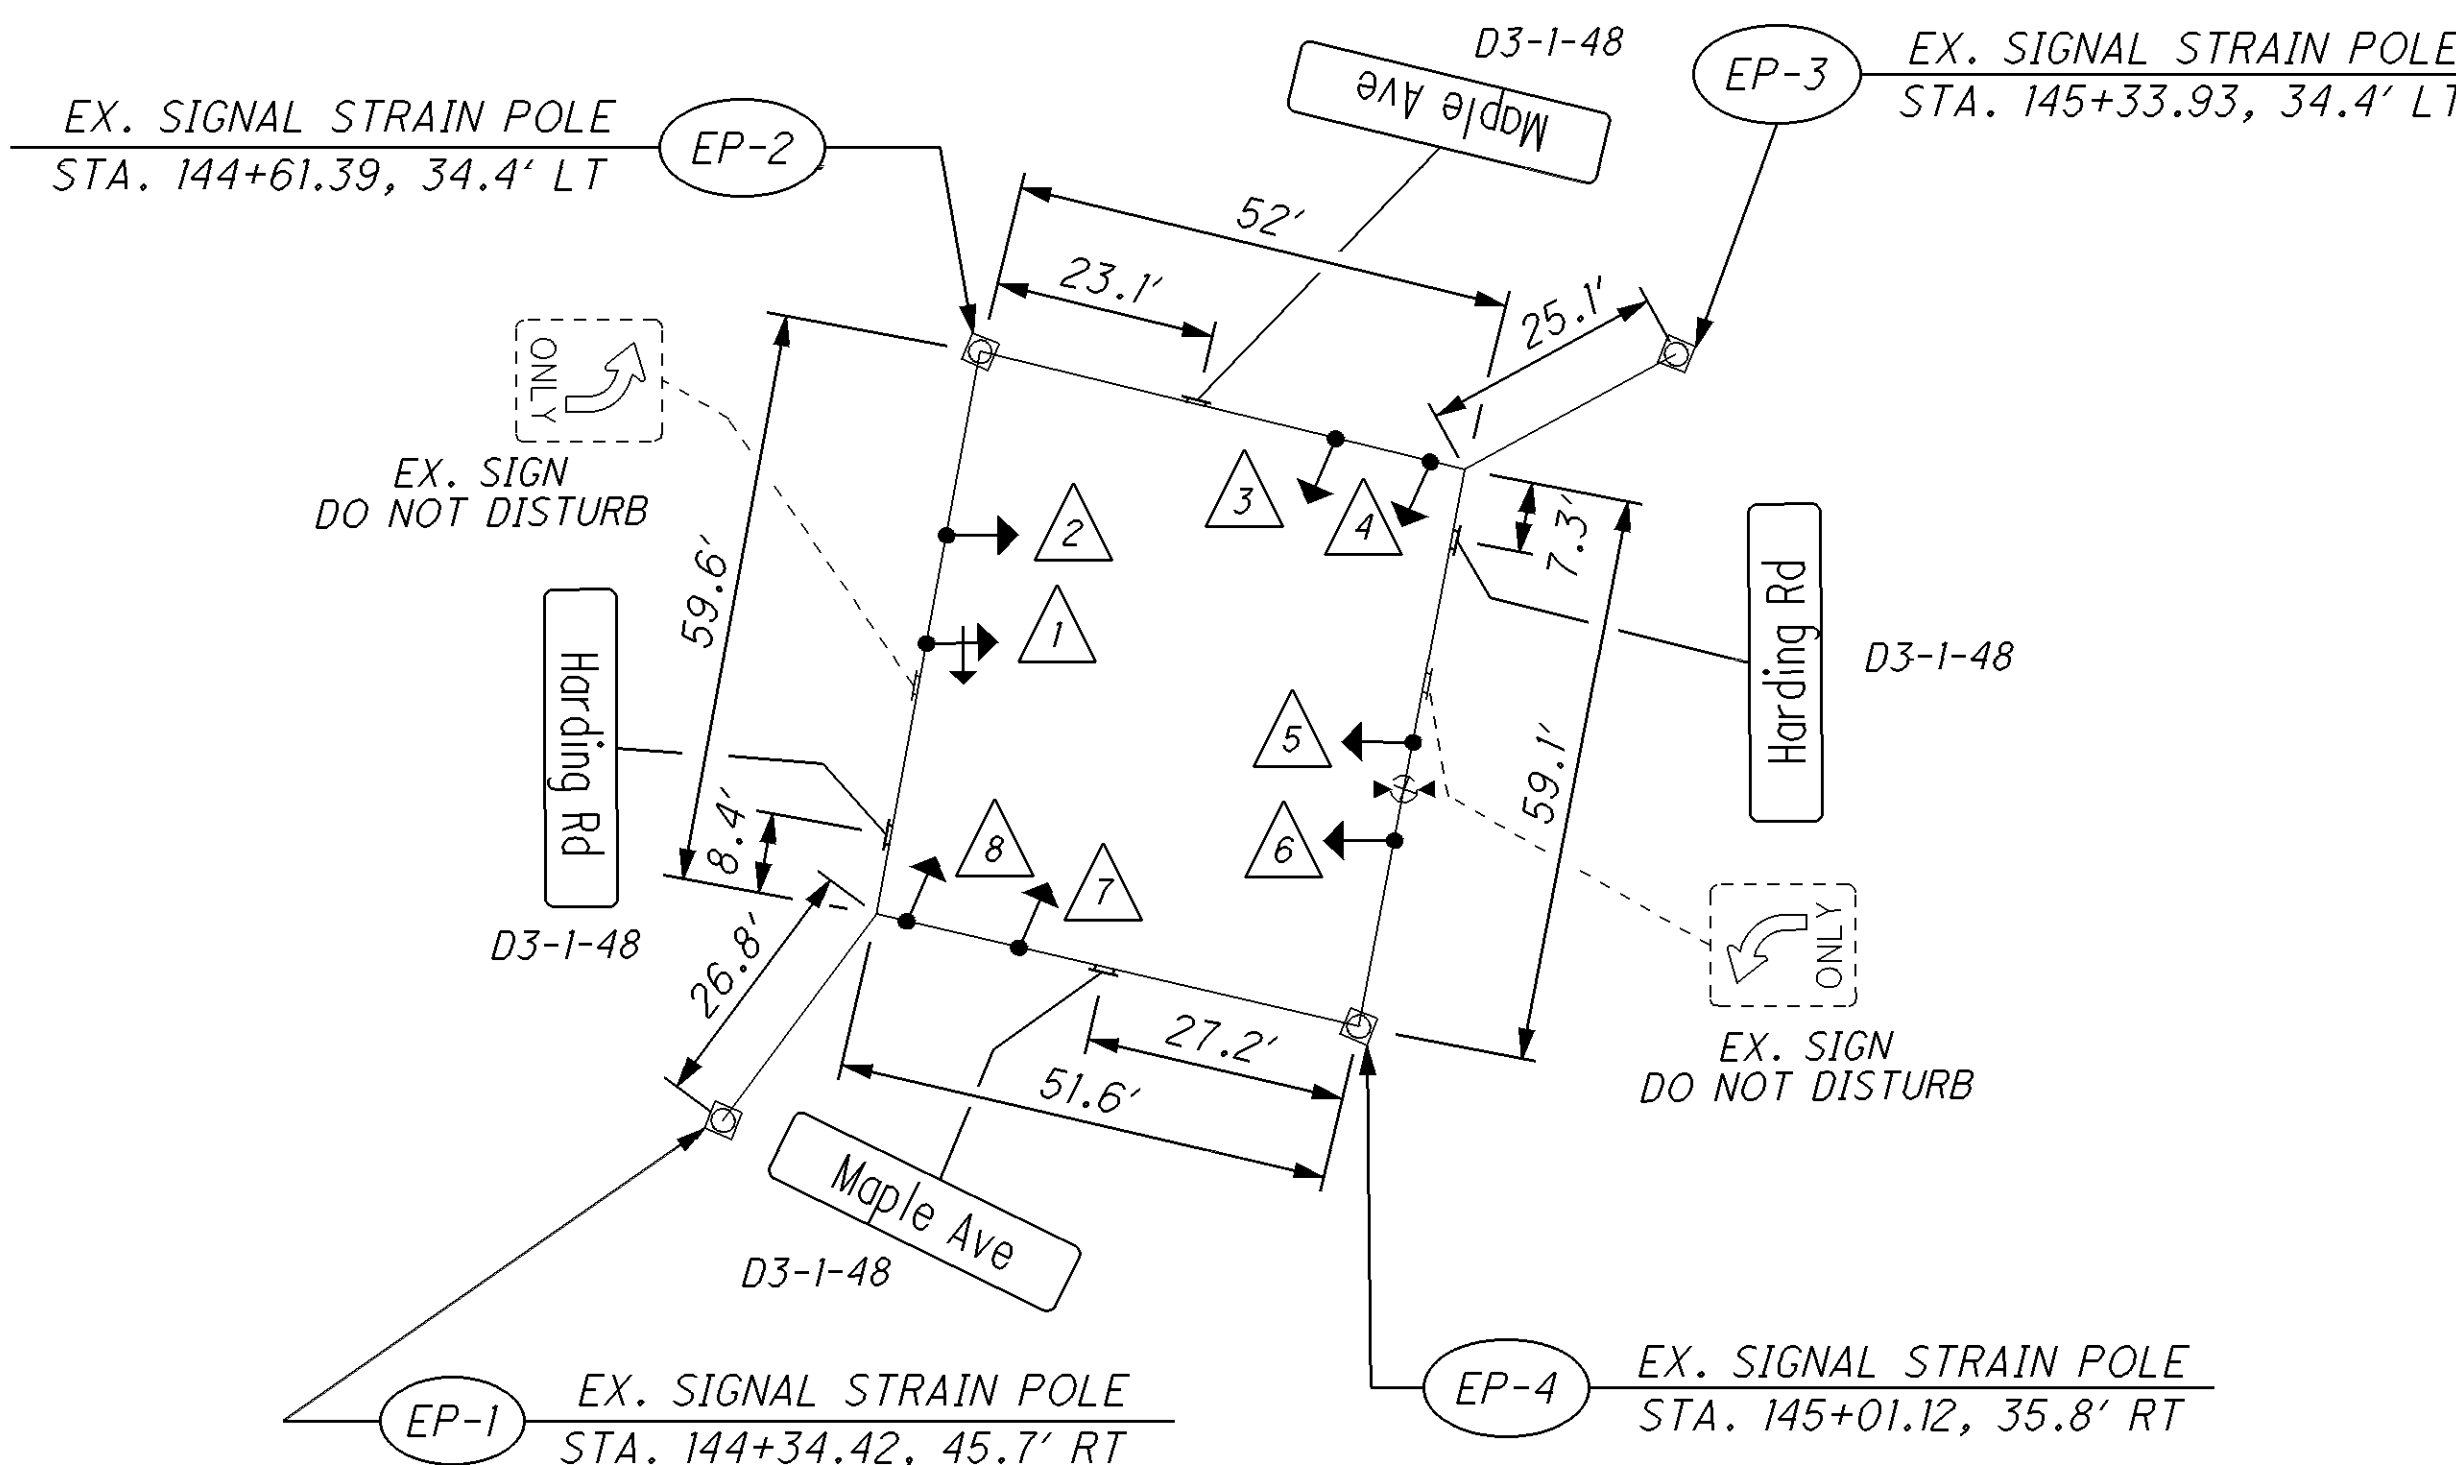 D3-1-48
Maple Ave
EP-3
EX. SIGNAL STRAIN POLE
STA. 145+33.93, 34.4' LT
EX. SIGNAL STRAIN POLE
EP-2
STA. 144+61.39, 34.4' LT
52'
23.1'
25.1'
ONLY
EX. SIGN
DO NOT DISTURB
59.6'
2
1
3
4
7.3'
Harding Rd
D3-1-48
Harding Rd
D3-1-48
8.4'
5
6
59.1'
8
7
26.8'
ONLY
EX. SIGN
DO NOT DISTURB
27.2'
51.6'
Maple Ave
D3-1-48
EP-1
EX. SIGNAL STRAIN POLE
STA. 144+34.42, 45.7' RT
EP-4
EX. SIGNAL STRAIN POLE
STA. 145+01.12, 35.8' RT